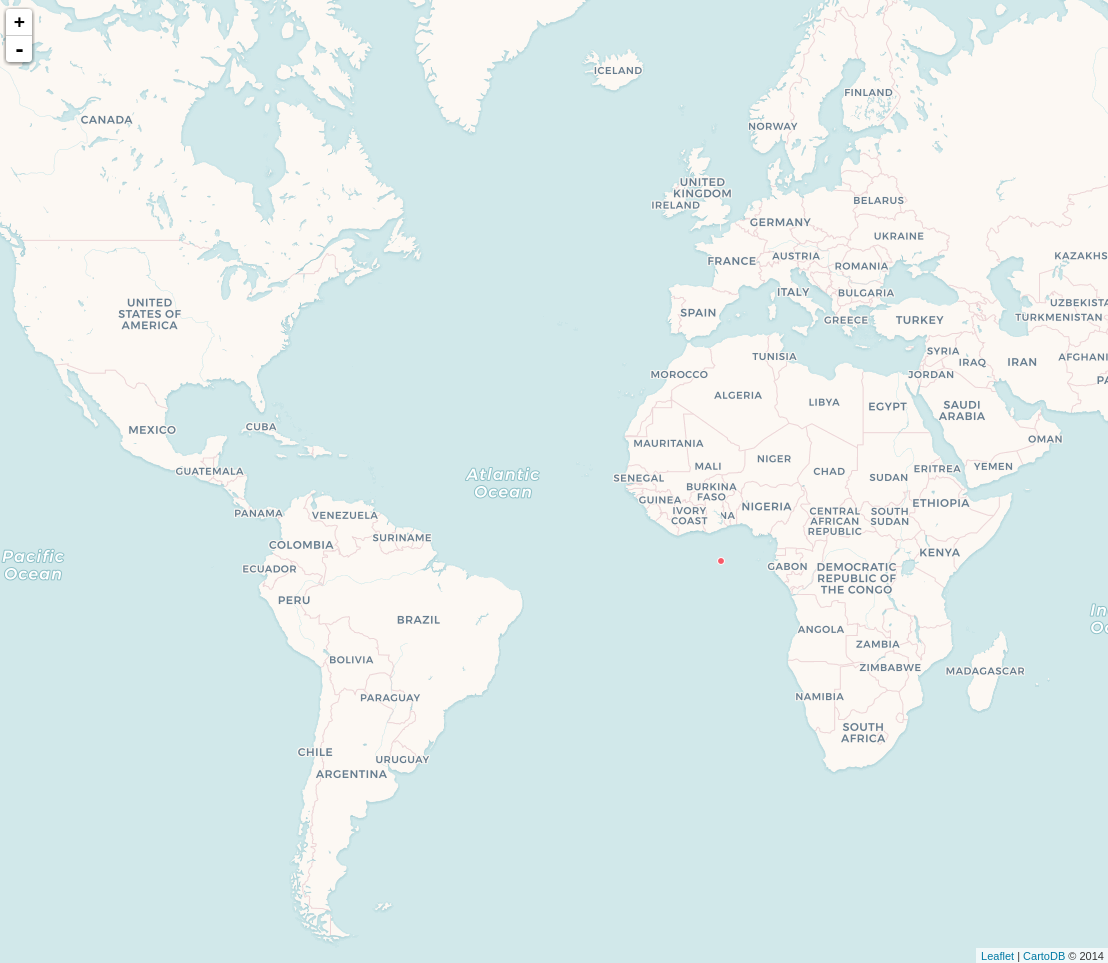 +
-
ICELAND
FINLAND
CANADA
NORWAY
UNITED
KINGDOM
IRELAND
BELARUS
GERMANY
UKRAINE
AUSTRIA
KAZAKHS
FRANCE
ROMANIA
ITALY
BULGARIA
UNITED
STATES OF
AMERICA
UZBEKISTA
SPAIN
GREECE
TURKEY
TURKMENISTAN
TUNISIA
SYRIA
IRAQ
IRAN
AFGHANI
MOROCCO
JORDAN
PA
ALGERIA
LIBYA
EGYPT
SAUDI
ARABIA
MEXICO
CUBA
MAURITANIA
OMAN
GUATEMALA
Atlantic
Ocean
SENEGAL
MALI
NIGER
CHAD
SUDAN
ERITREA
YEMEN
BURKINA
FASO
GUINEA
IVORY
COAST
NA
NIGERIA
CENTRAL
AFRICAN
REPUBLIC
SOUTH
SUDAN
ETHIOPIA
PANAMA
VENEZUELA
SURINAME
COLOMBIA
Pacific
Ocean
ECUADOR
GABON
DEMOCRATIC
REPUBLIC OF
THE CONGO
KENYA
PERU
BRAZIL
In
Oc
ANGOLA
ZAMBIA
BOLIVIA
ZIMBABWE
MADAGASCAR
PARAGUAY
NAMIBIA
SOUTH
AFRICA
CHILE
URUGUAY
ARGENTINA
Leaflet | CartoDB © 2014